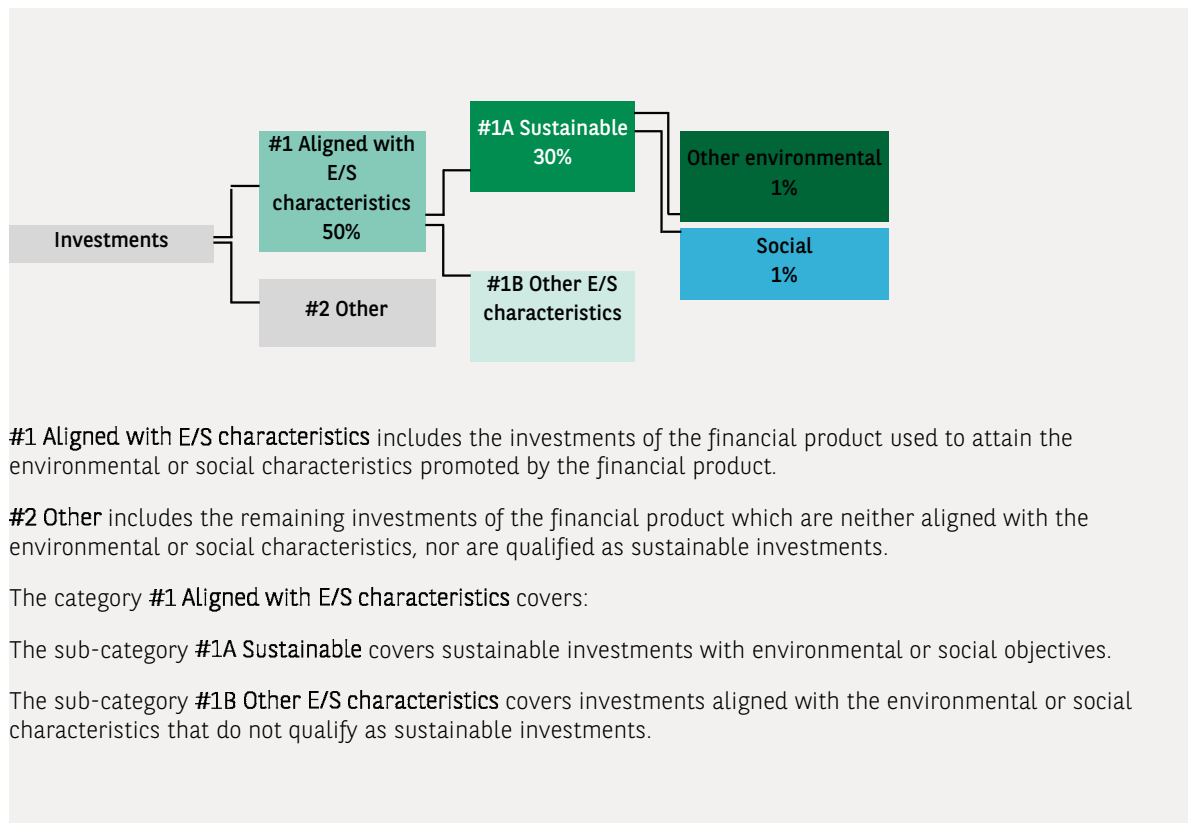 #1A Sustainable
30%
#1 Aligned with
E/S
characteristics
50%
Other environmental
1%
Investments
Social
1%
#1B Other E/S
characteristics
#2 Other
#1 Aligned with E/S characteristics includes the investments of the financial product used to attain the
environmental or social characteristics promoted by the financial product.
#2 Other includes the remaining investments of the financial product which are neither aligned with the
environmental or social characteristics, nor are qualified as sustainable investments.
The category #1 Aligned with E/S characteristics covers:
The sub-category #1A Sustainable covers sustainable investments with environmental or social objectives.
The sub-category #1B Other E/S characteristics covers investments aligned with the environmental or social
characteristics that do not qualify as sustainable investments.